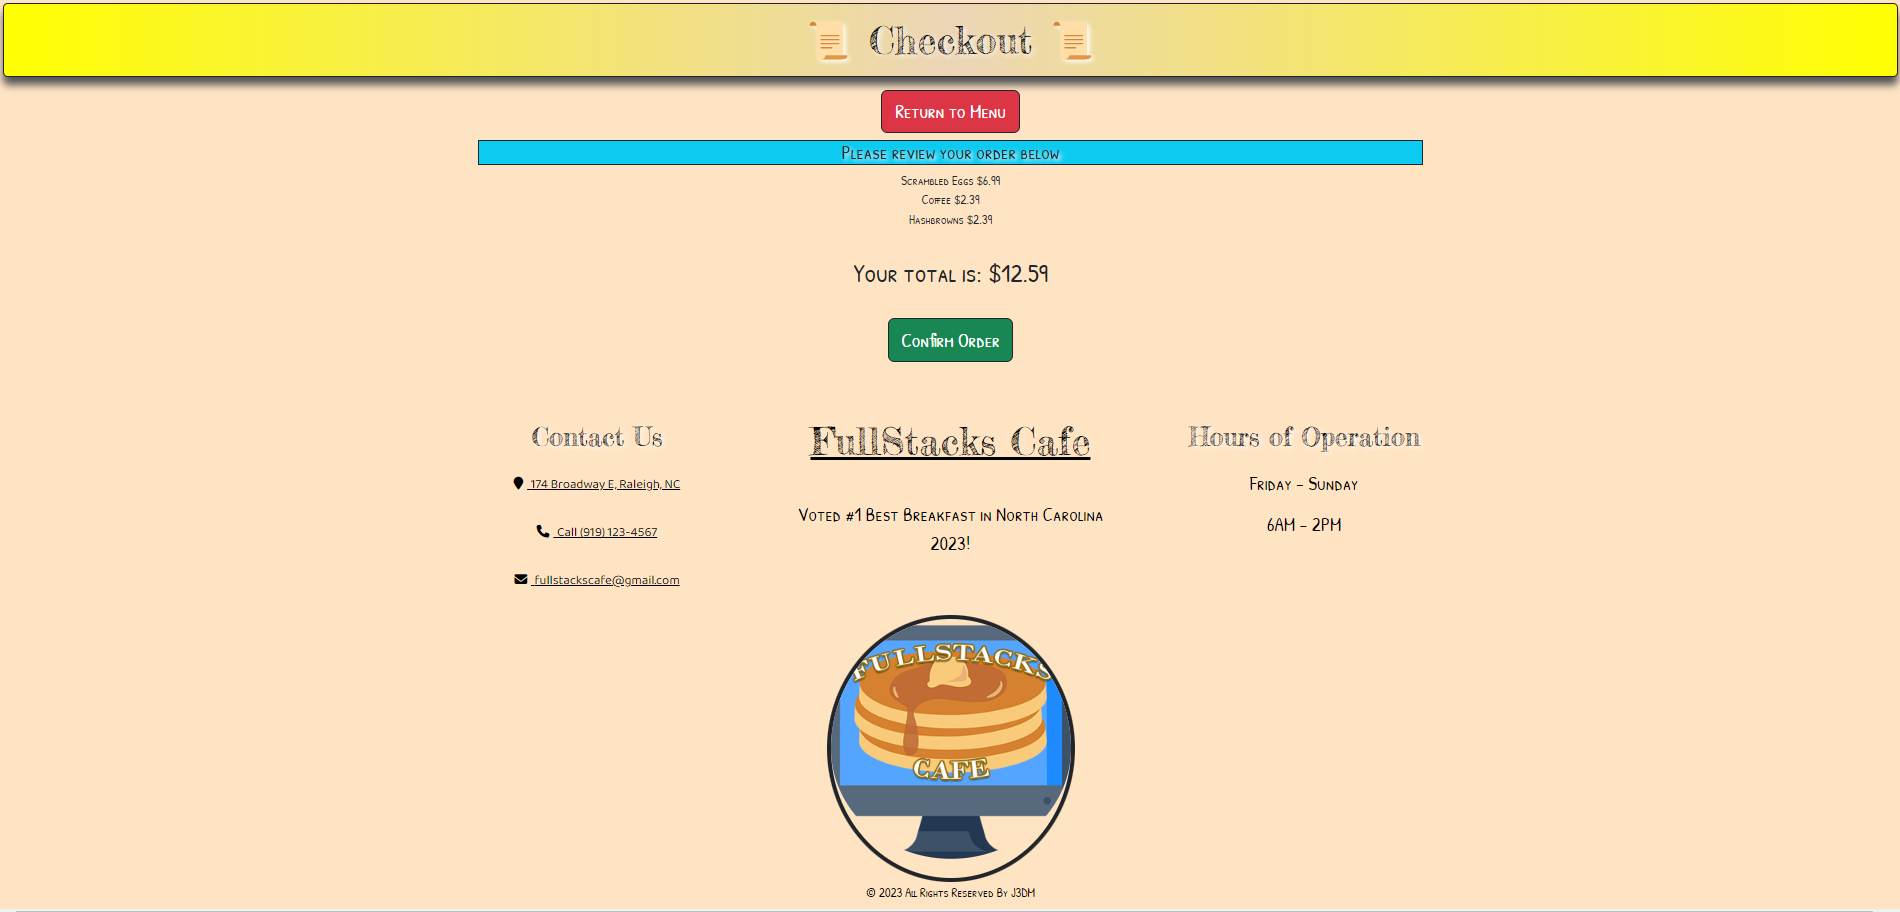 Checkout
Return to Menu
Please review your order below
Scrambled Eggs $6.99
Coffee $2.39
Hashbrowns $2.39
Your total is: $12.59
Confirm Order
Contact Us
174 Broadway E, Raleigh, NC
Call (919) 123-4567
fullstackscafe@gmail.com
FullStacks Cafe
Voted #1 Best Breakfast in North Carolina
2023!
Hours of Operation
Friday - Sunday
6AM - 2PM
FULLSTACKS
CAFE
© 2023 All Rights Reserved By J3DM